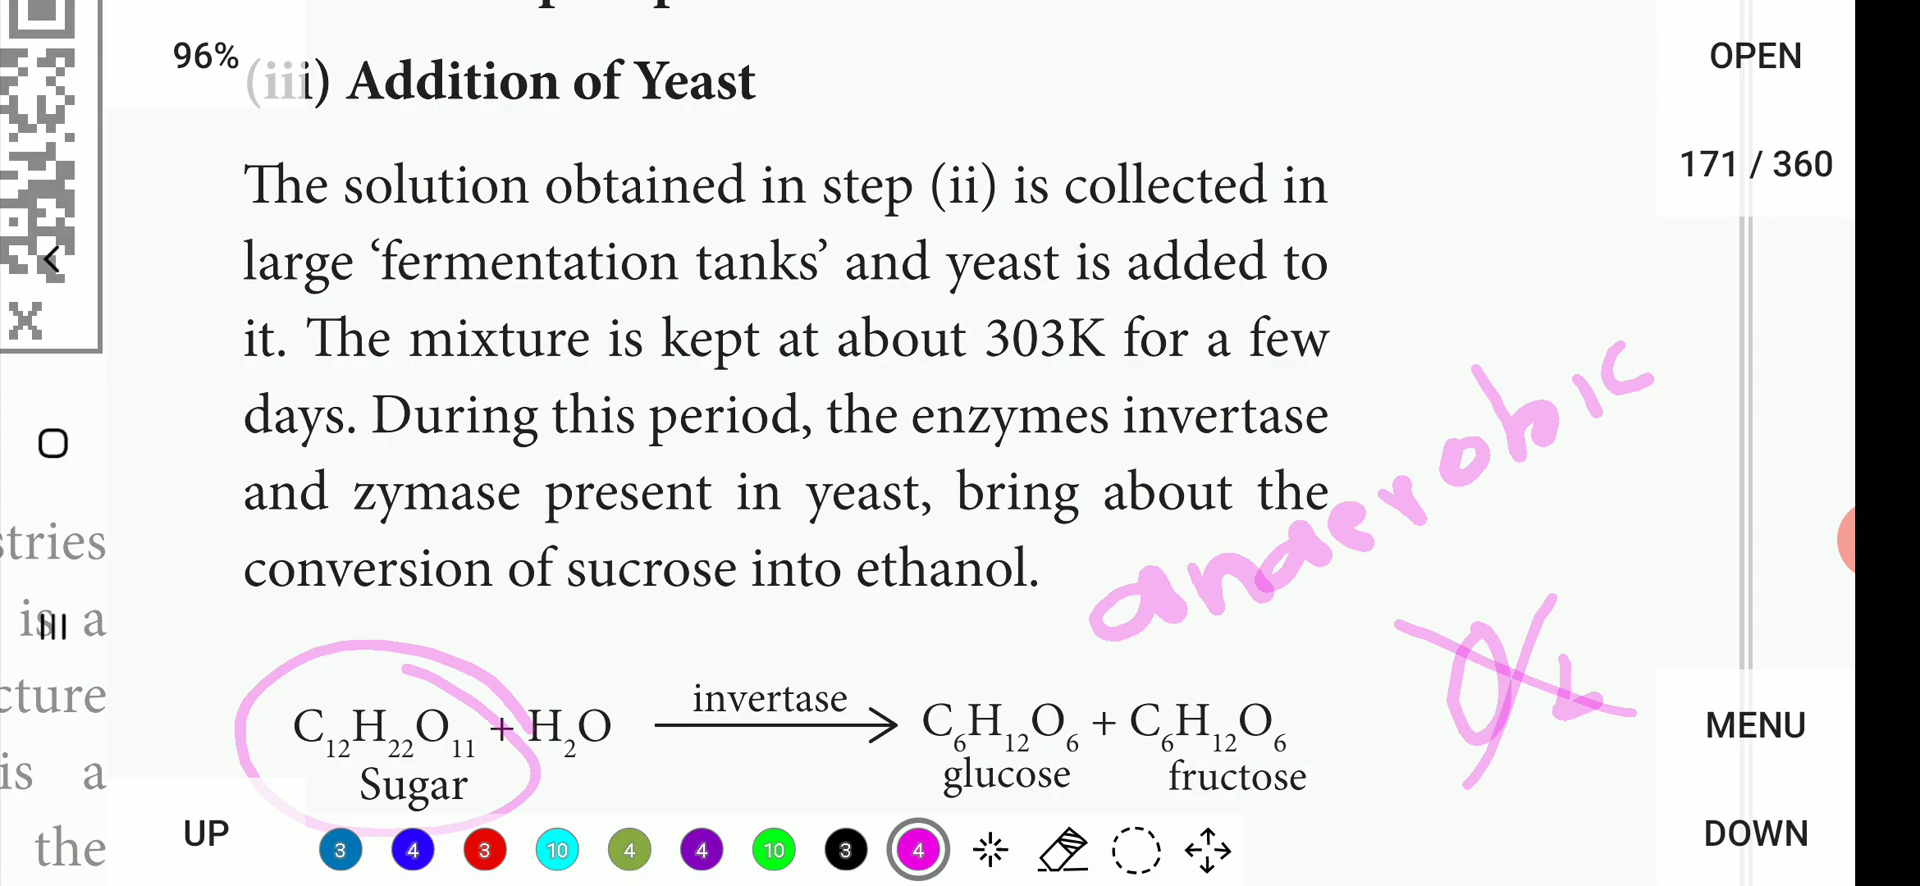 96%
OPEN
171 / 360
(iii) Addition of Yeast
The solution obtained in step (ii) is collected in
large ‘fermentation tanks’ and yeast is added to
it. The mixture is kept at about 303K for a few
days. During this period, the enzymes invertase
and zymase present in yeast, bring about the
conversion of sucrose into ethanol.
anaerobic
O₂
stries
is a
cture
is a
the
C₁₂H₂₂O₁₁ + H₂O invertase C₆H₁₂O₆ + C₆H₁₂O₆
Sugar glucose fructose
MENU
UP
DOWN
3 4 3 10 4 4 10 3 4